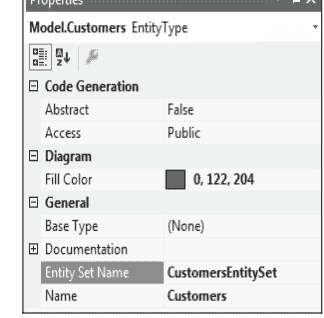 Properties
Model.Customers EntityType
Code Generation
Abstract False
Access Public
Diagram
Fill Color 0, 122, 204
General
Base Type (None)
Documentation
Entity Set Name CustomersEntitySet
Name Customers